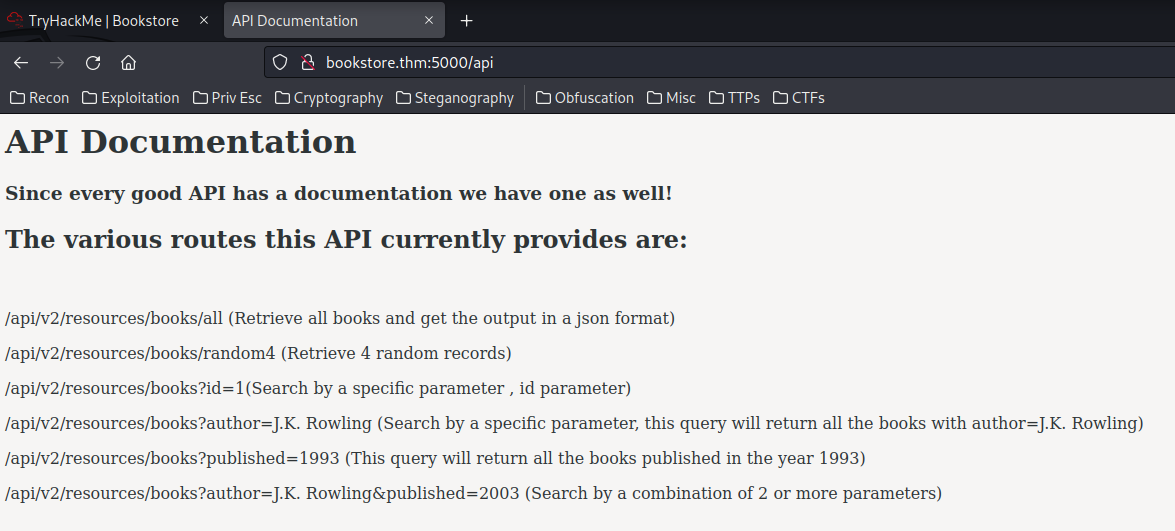 TryHackMe | Bookstore
API Documentation
bookstore.thm:5000/api
Recon Exploitation Priv Esc Cryptography Steganography Obfuscation Misc TTPs CTFs
API Documentation
Since every good API has a documentation we have one as well!
The various routes this API currently provides are:
/api/v2/resources/books/all (Retrieve all books and get the output in a json format)
/api/v2/resources/books/random4 (Retrieve 4 random records)
/api/v2/resources/books?id=1(Search by a specific parameter , id parameter)
/api/v2/resources/books?author=J.K. Rowling (Search by a specific parameter, this query will return all the books with author=J.K. Rowling)
/api/v2/resources/books?published=1993 (This query will return all the books published in the year 1993)
/api/v2/resources/books?author=J.K. Rowling&published=2003 (Search by a combination of 2 or more parameters)